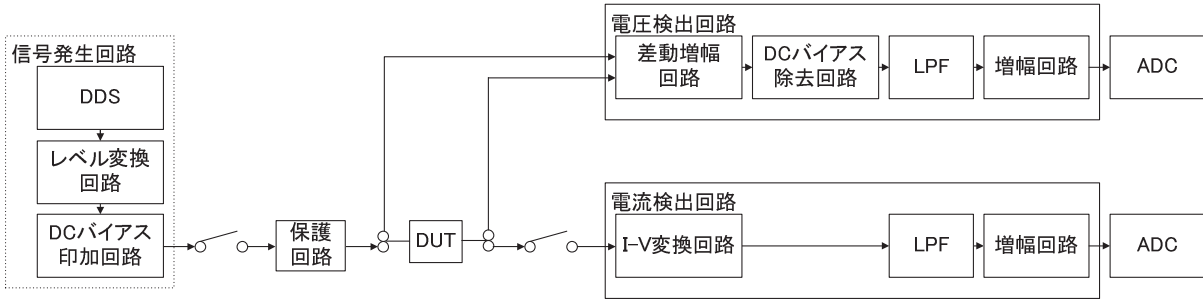 信号発生回路
DDS
レベル変換
回路
DCバイアス
印加回路
保護
回路
DUT
電圧検出回路
差動増幅
回路
DCバイアス
除去回路
LPF
増幅回路
ADC
電流検出回路
I-V変換回路
LPF
増幅回路
ADC